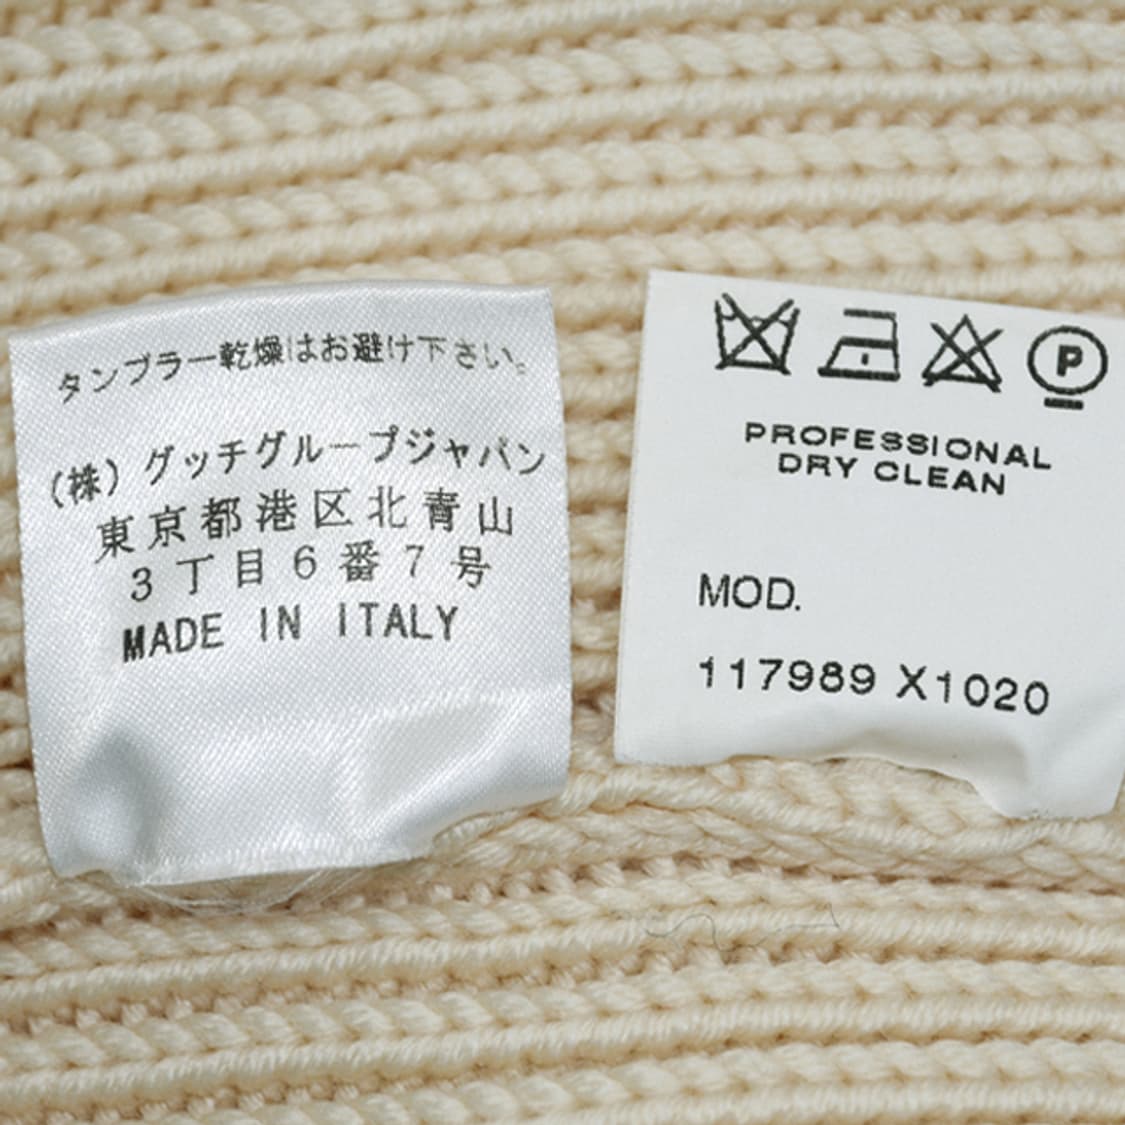 タンブラー乾燥はお避け下さい。
(株)グッチグループジャパン
東京都港区北青山
3丁目6番7号
MADE IN ITALY
P
PROFESSIONAL
DRY CLEAN
MOD.
117989 X1020